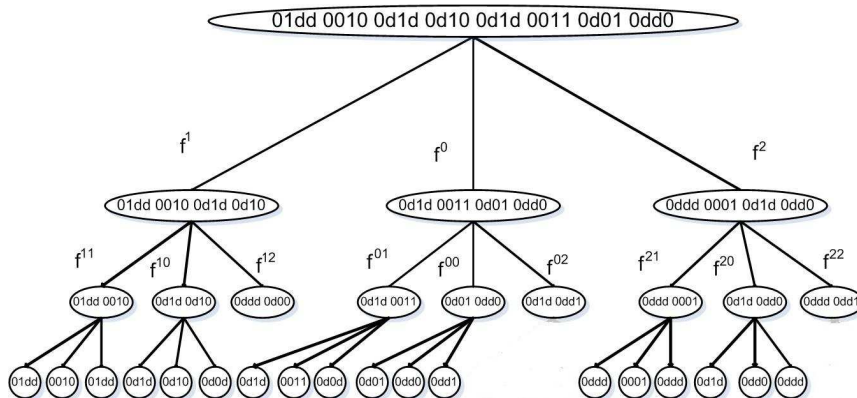 01dd 0010 0d1d 0d10 0d1d 0011 0d01 0dd0
f¹ f⁰ f²
01dd 0010 0d1d 0d10 0d1d 0011 0d01 0dd0 0ddd 0001 0d1d 0dd0
f¹¹ f¹⁰ f¹² f⁰¹ f⁰⁰ f⁰² f²¹ f²⁰ f²²
01dd 0010 0d1d 0d10 0ddd 0d00 0d1d 0011 0d01 0dd0 0d1d 0dd1 0ddd 0001 0d1d 0dd0 0ddd 0dd1
01dd 0010 01dd 0d1d 0d10 0d0d 0d1d 0011 0d0d 0d01 0dd0 0dd1 0ddd 0001 0ddd 0d1d 0dd0 0ddd